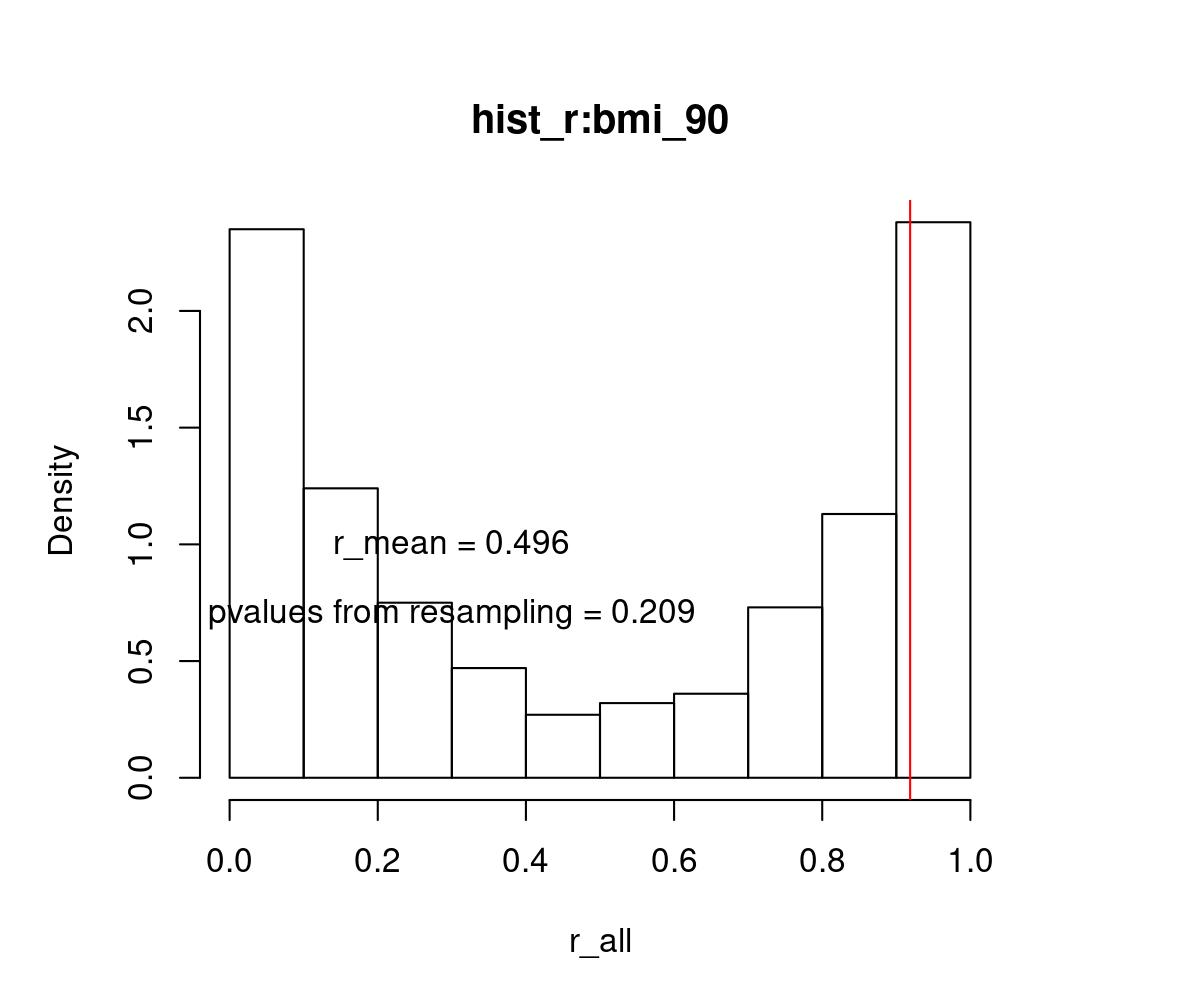 hist_r:bmi_90
Density
2.0
1.5
1.0
0.5
0.0
r_mean = 0.496
pvalues from resampling = 0.209
0.0 0.2 0.4 0.6 0.8 1.0
r_all